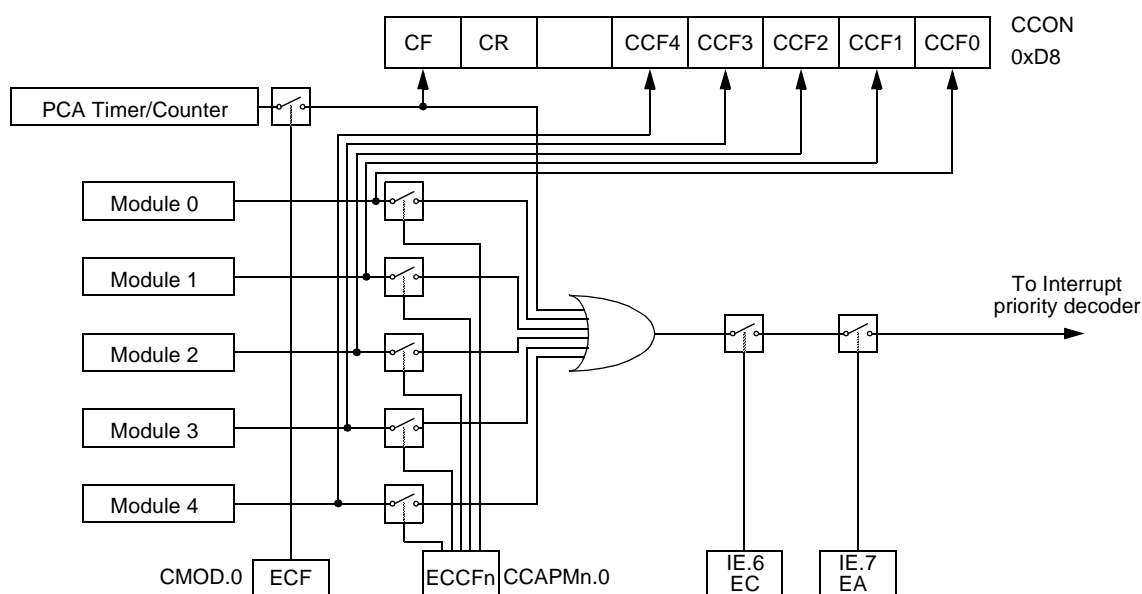 CF CR CCF4 CCF3 CCF2 CCF1 CCF0
CCON
0xD8
PCA Timer/Counter
Module 0
Module 1
Module 2
Module 3
Module 4
To Interrupt
priority decoder
CMOD.0 ECF
ECCFn CCAPMn.0
IE.6
EC
IE.7
EA